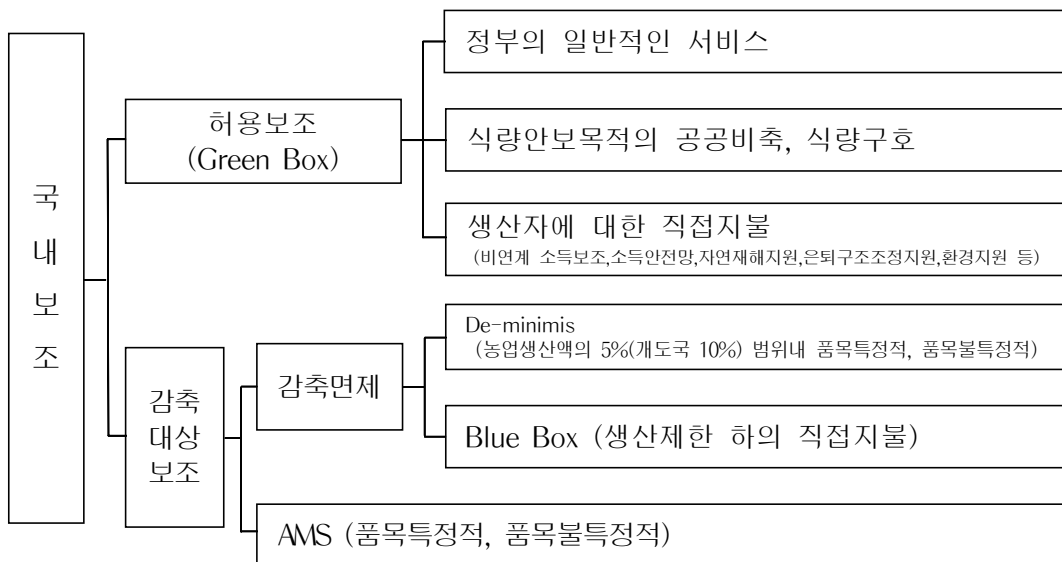 국
내
보
조
허용보조
(Green Box)
정부의 일반적인 서비스
식량안보목적의 공공비축, 식량구호
생산자에 대한 직접지불
(비연계 소득보조,소득안전망,자연재해지원,은퇴구조조정지원,환경지원 등)
감축
대상
보조
감축면제
De-minimis
(농업생산액의 5%(개도국 10%) 범위내 품목특정적, 품목불특정적)
Blue Box (생산제한 하의 직접지불)
AMS (품목특정적, 품목불특정적)